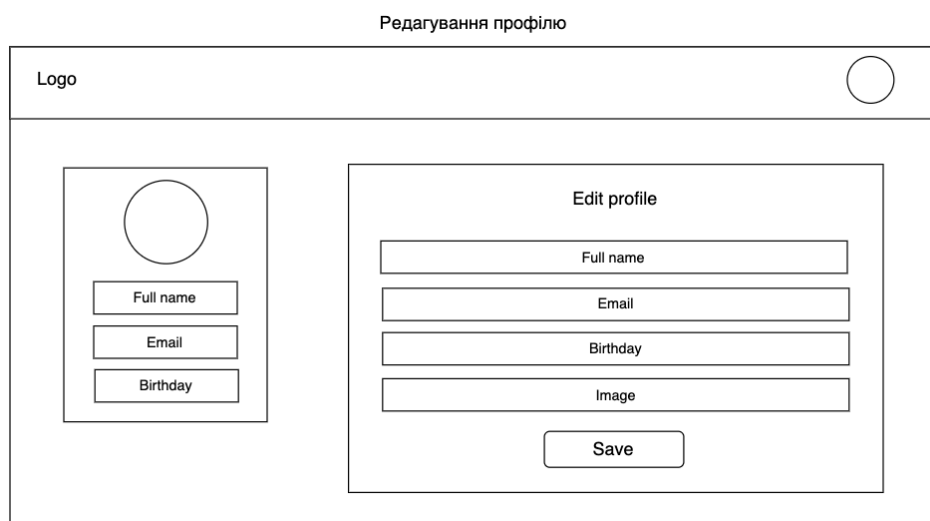 Редагування профілю
Logo
Full name
Email
Birthday
Edit profile
Full name
Email
Birthday
Image
Save